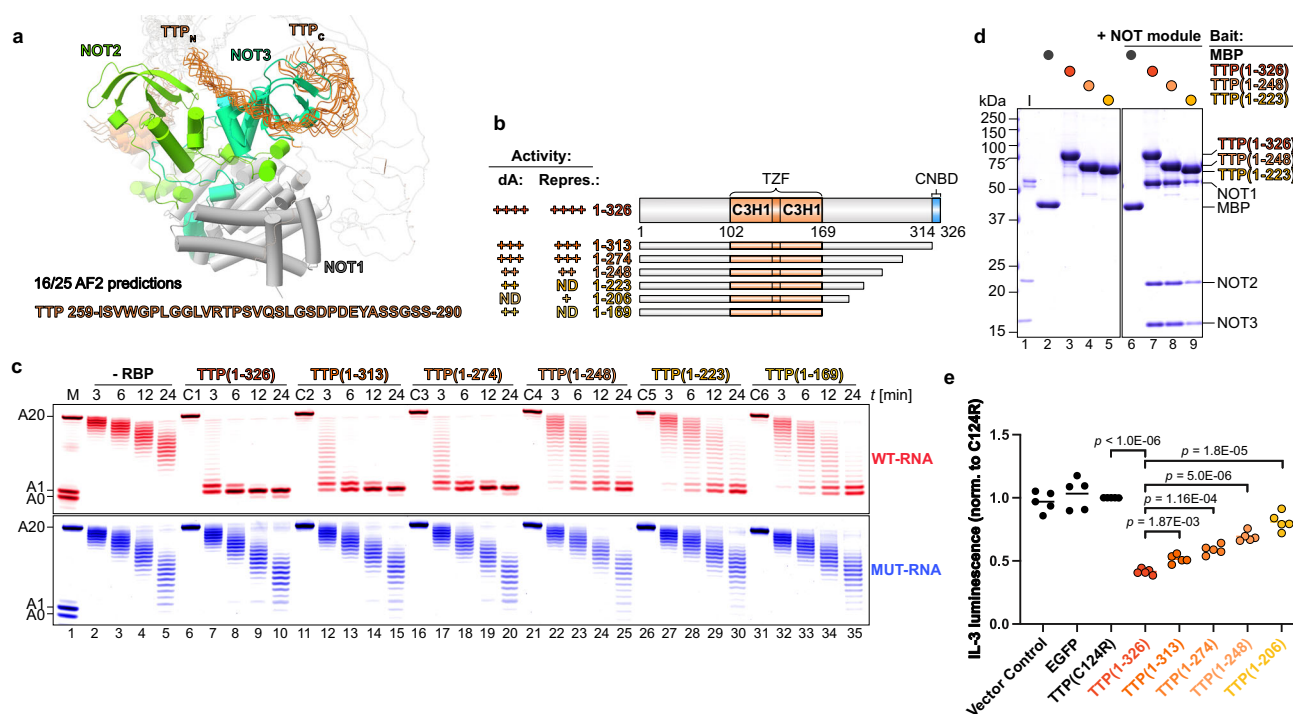 a
TTP_N
TTP_C
NOT2
NOT3
NOT1
16/25 AF2 predictions
TTP 259-ISVWGPLGGLVRTPSVQSLGSDPDEYASSGSS-290
b
Activity:
dA: Repres.:
TZF
CNBD
++++ ++++ 1-326
C3H1 C3H1
1 102 169 314 326
+++ +++ 1-313
+++ +++ 1-274
++ ++ 1-248
++ ND 1-223
ND + 1-206
++ ND 1-169
c
- RBP TTP(1-326) TTP(1-313) TTP(1-274) TTP(1-248) TTP(1-223) TTP(1-169)
M 3 6 12 24 C1 3 6 12 24 C2 3 6 12 24 C3 3 6 12 24 C4 3 6 12 24 C5 3 6 12 24 C6 3 6 12 24 t [min]
A20
WT-RNA
A1
A0
A20
MUT-RNA
A1
A0
1 2 3 4 5 6 7 8 9 10 11 12 13 14 15 16 17 18 19 20 21 22 23 24 25 26 27 28 29 30 31 32 33 34 35
d
+ NOT module Bait:
MBP
TTP(1-326)
TTP(1-248)
TTP(1-223)
kDa I
250
150
100
75
50
37
25
20
15
TTP(1-326)
TTP(1-248)
TTP(1-223)
NOT1
MBP
NOT2
NOT3
1 2 3 4 5 6 7 8 9
e
IL-3 luminescence (norm. to C124R)
1.5
1.0
0.5
0.0
p < 1.0E-06
p = 1.8E-05
p = 5.0E-06
p = 1.16E-04
p = 1.87E-03
Vector Control
EGFP
TTP(C124R)
TTP(1-326)
TTP(1-313)
TTP(1-274)
TTP(1-248)
TTP(1-206)